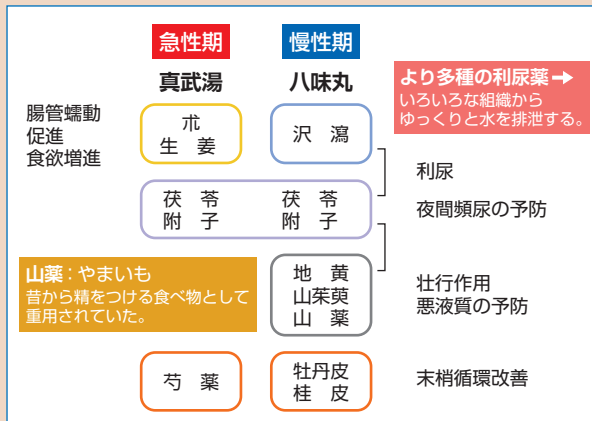 急性期
慢性期
真武湯
八味丸
より多種の利尿薬➡
いろいろな組織から
ゆっくりと水を排泄する。
腸管蠕動
促進
食欲増進
朮
生 姜
沢 瀉
利尿
夜間頻尿の予防
茯 苓
附 子
茯 苓
附 子
山薬：やまいも
昔から精をつける食べ物として
重用されていた。
地 黄
山茱萸
山 薬
壮行作用
悪液質の予防
芍 薬
牡丹皮
桂 皮
末梢循環改善